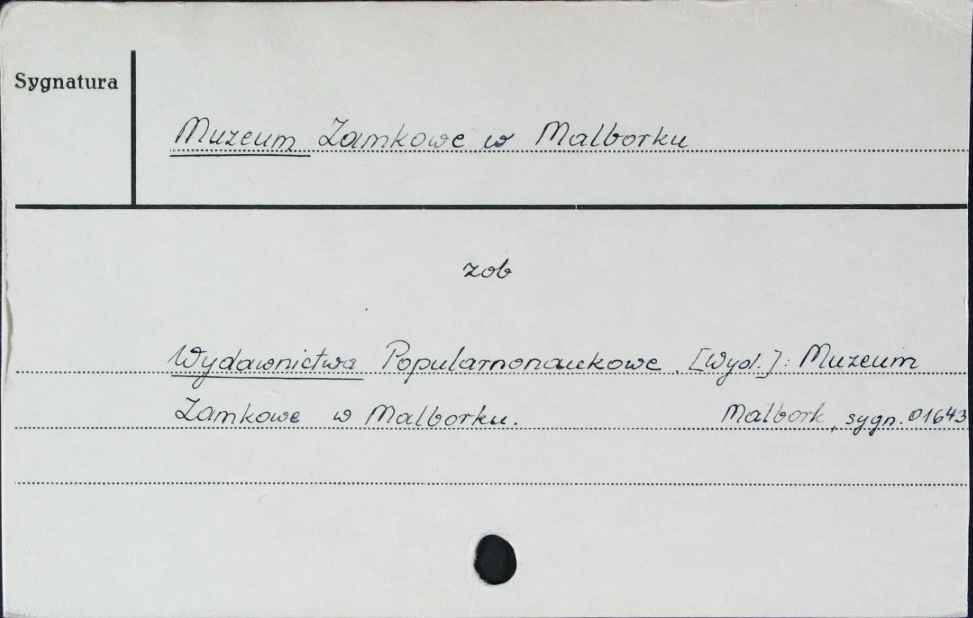 Sygnatura
Muzeum Zamkowe w Malborku
zob
Wydawnictwa Popularnonaukowe. [Wyd.]: Muzeum
Zamkowe w Malborku. Malbork, sygn. 01643